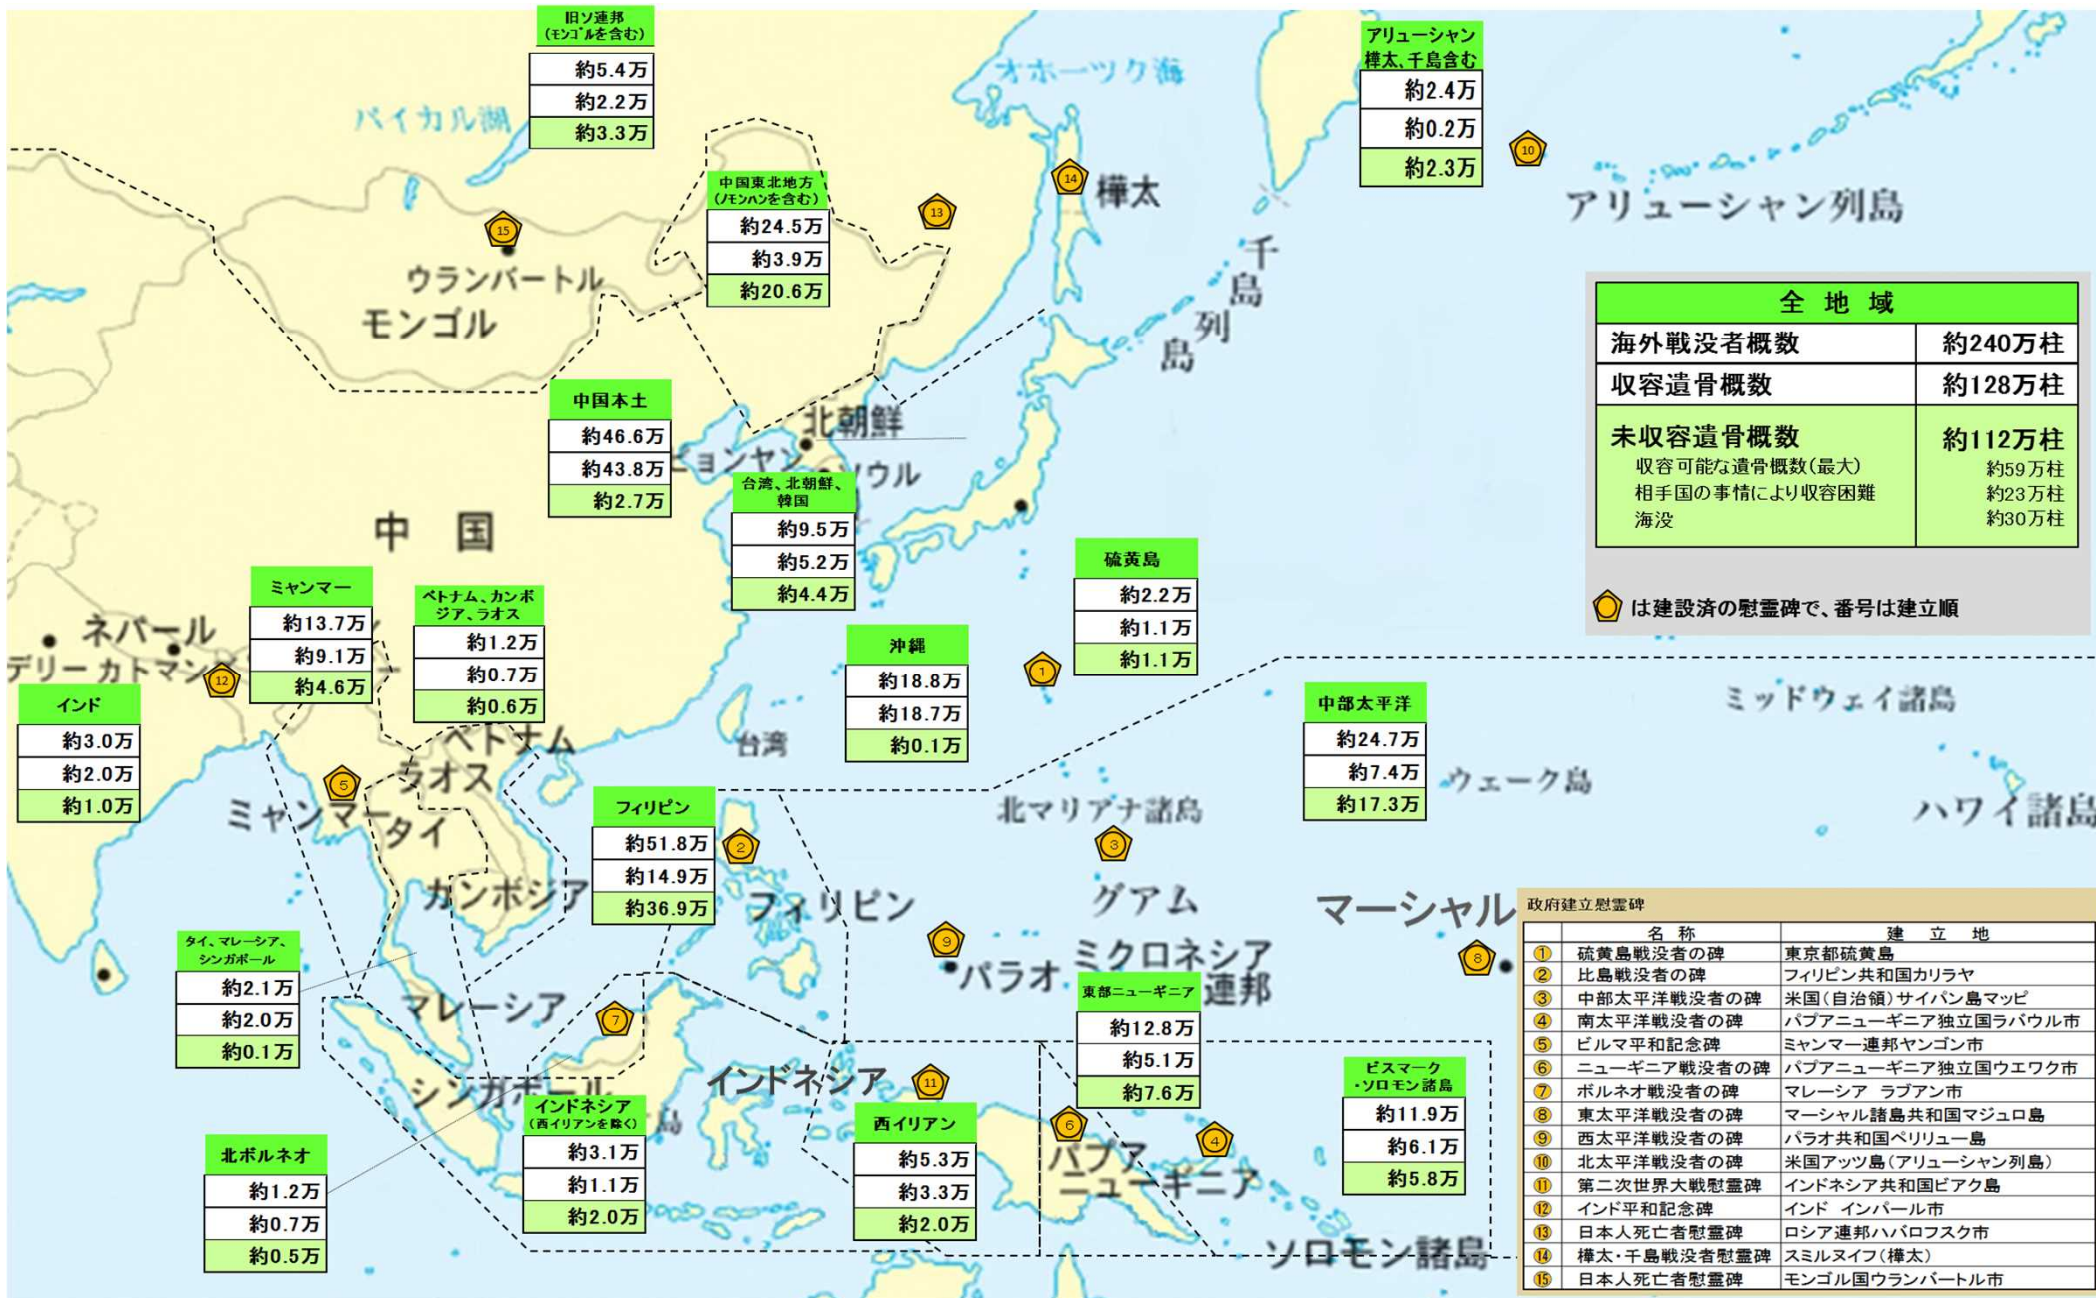 旧ソ連邦
(ﾓﾝｺﾞﾙを含む)
約5.4万
約2.2万
約3.3万
アリューシャン
樺太、千島含む
約2.4万
約0.2万
約2.3万
オホーツク海
バイカル湖
中国東北地方
(ﾉﾓﾝﾊﾝを含む)
約24.5万
約3.9万
約20.6万
13
14
樺太
10
アリューシャン列島
15
ウランバートル
モンゴル
千島列島
全地域
海外戦没者概数 約240万柱
収容遺骨概数 約128万柱
未収容遺骨概数 約112万柱
収容可能な遺骨概数(最大) 約59万柱
相手国の事情により収容困難 約23万柱
海没 約30万柱
は建設済の慰霊碑で、番号は建立順
中国本土
約46.6万
約43.8万
約2.7万
北朝鮮
ピョンヤン
ソウル
台湾、北朝鮮、
韓国
約9.5万
約5.2万
約4.4万
中国
硫黄島
約2.2万
約1.1万
約1.1万
1
ミャンマー
約13.7万
約9.1万
約4.6万
ベトナム、カンボ
ジア、ラオス
約1.2万
約0.7万
約0.6万
沖縄
約18.8万
約18.7万
約0.1万
ネパール
デリー
カトマンズ
12
インド
約3.0万
約2.0万
約1.0万
台湾
中部太平洋
約24.7万
約7.4万
約17.3万
ミッドウェイ諸島
ウェーク島
ハワイ諸島
ベトナム
ラオス
5
ミャンマー
タイ
カンボジア
フィリピン
約51.8万
約14.9万
約36.9万
2
フィリピン
北マリアナ諸島
3
グアム
マーシャル
8
9
パラオ
ミクロネシア
連邦
タイ、マレーシア、
シンガポール
約2.1万
約2.0万
約0.1万
マレーシア
7
シンガポール
東部ニューギニア
約12.8万
約5.1万
約7.6万
ビスマーク
・ソロモン諸島
約11.9万
約6.1万
約5.8万
インドネシア
11
北ボルネオ
約1.2万
約0.7万
約0.5万
インドネシア
(西イリアンを除く)
約3.1万
約1.1万
約2.0万
島
西イリアン
約5.3万
約3.3万
約2.0万
6
4
パプア
ニューギニア
ソロモン諸島
政府建立慰霊碑
名称 建立地
① 硫黄島戦没者の碑 東京都硫黄島
② 比島戦没者の碑 フィリピン共和国カリラヤ
③ 中部太平洋戦没者の碑 米国(自治領)サイパン島マッピ
④ 南太平洋戦没者の碑 パプアニューギニア独立国ラバウル市
⑤ ビルマ平和記念碑 ミャンマー連邦ヤンゴン市
⑥ ニューギニア戦没者の碑 パプアニューギニア独立国ウエワク市
⑦ ボルネオ戦没者の碑 マレーシア ラブアン市
⑧ 東太平洋戦没者の碑 マーシャル諸島共和国マジュロ島
⑨ 西太平洋戦没者の碑 パラオ共和国ペリリュー島
⑩ 北太平洋戦没者の碑 米国アッツ島(アリューシャン列島)
⑪ 第二次世界大戦慰霊碑 インドネシア共和国ビアク島
⑫ インド平和記念碑 インド インパール市
⑬ 日本人死亡者慰霊碑 ロシア連邦ハバロフスク市
⑭ 樺太・千島戦没者慰霊碑 スミルヌイフ(樺太)
⑮ 日本人死亡者慰霊碑 モンゴル国ウランバートル市